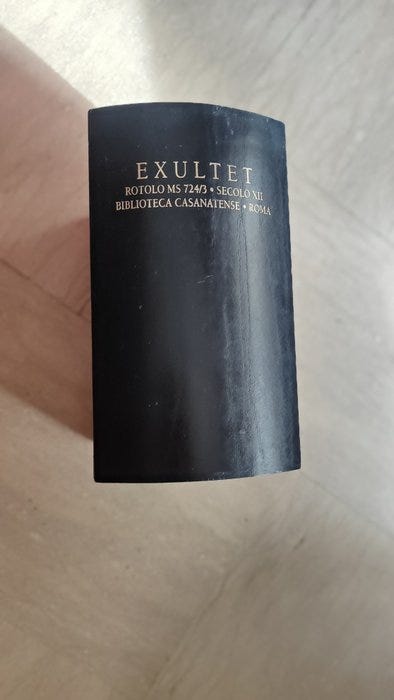 EXULTET
ROTOLO MS 724/3 • SECOLO XII
BIBLIOTECA CASANATENSE • ROMA